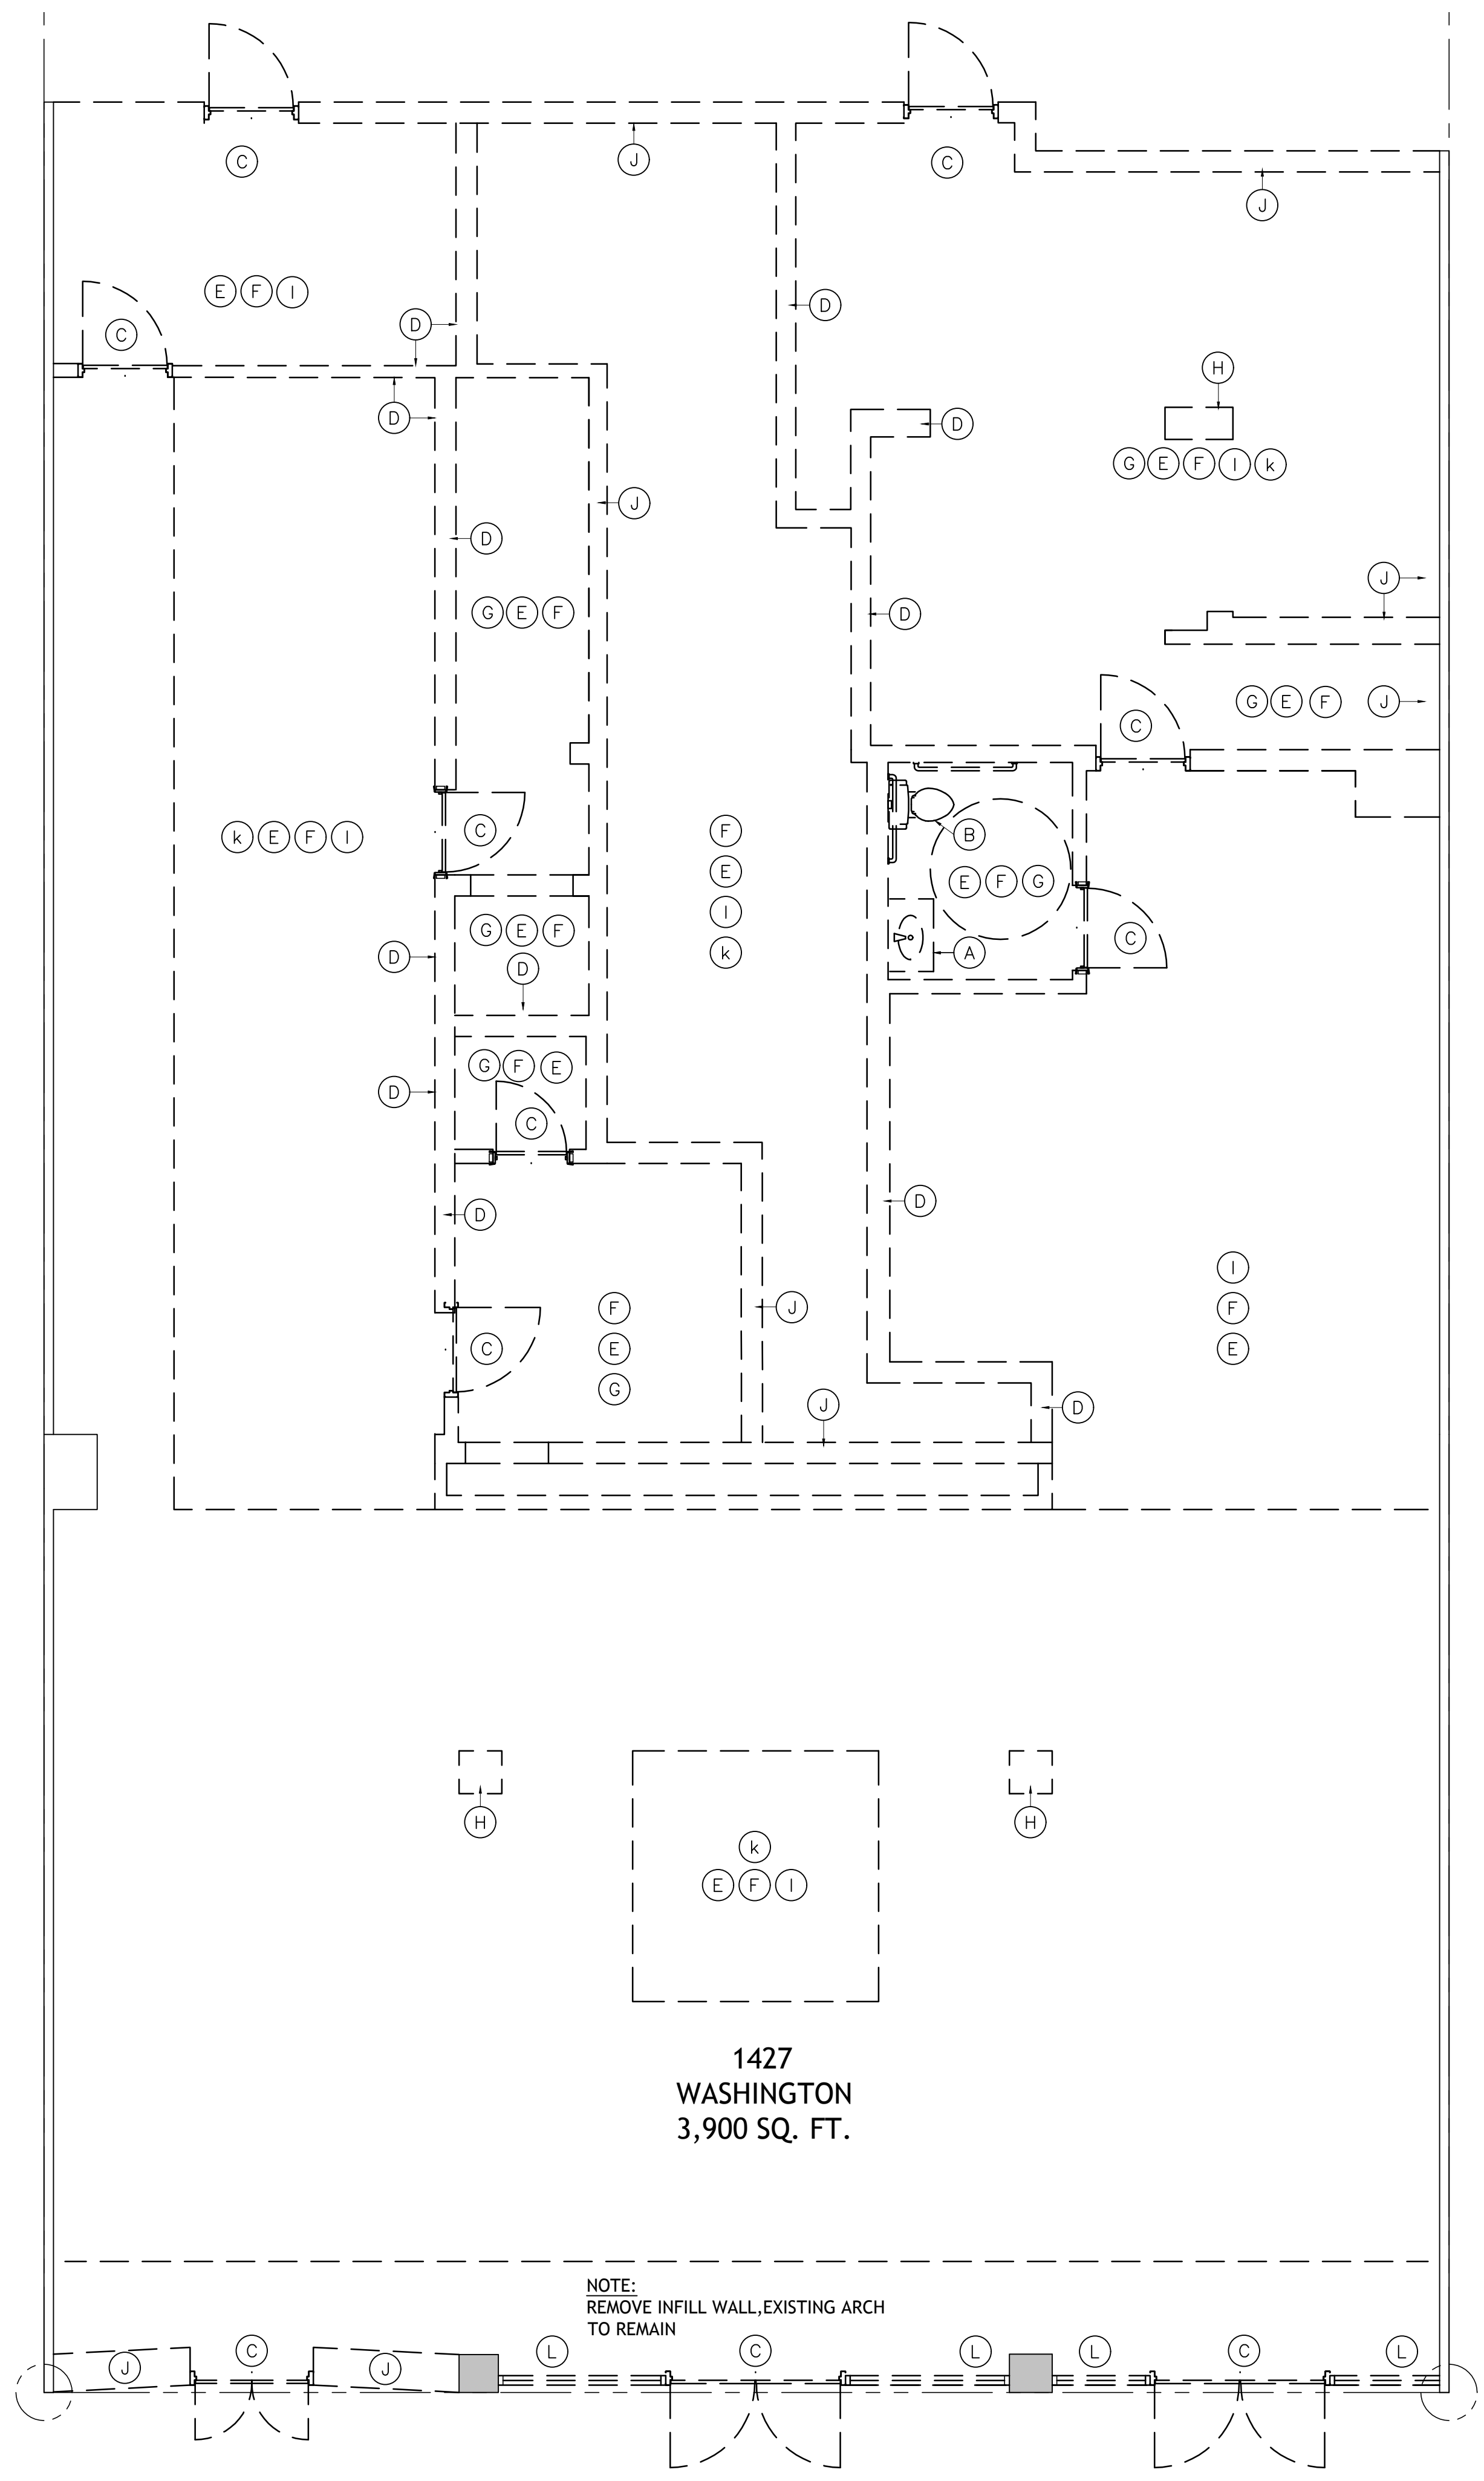 C
J
C
J
E F I
D
C
D
H
D
D
G E F I k
J
D
J
G E F
D
G E F J
C
k E F I
C
F
B
E
E F G
I
G E F
C
k
A
D
D
G F E
D
C
D
D
I
F
J
F
E
C
E
G
J
D
H
H
k
E F I
1427
WASHINGTON
3,900 SQ. FT.
NOTE:
REMOVE INFILL WALL,EXISTING ARCH
TO REMAIN
C L C L L C L
J J